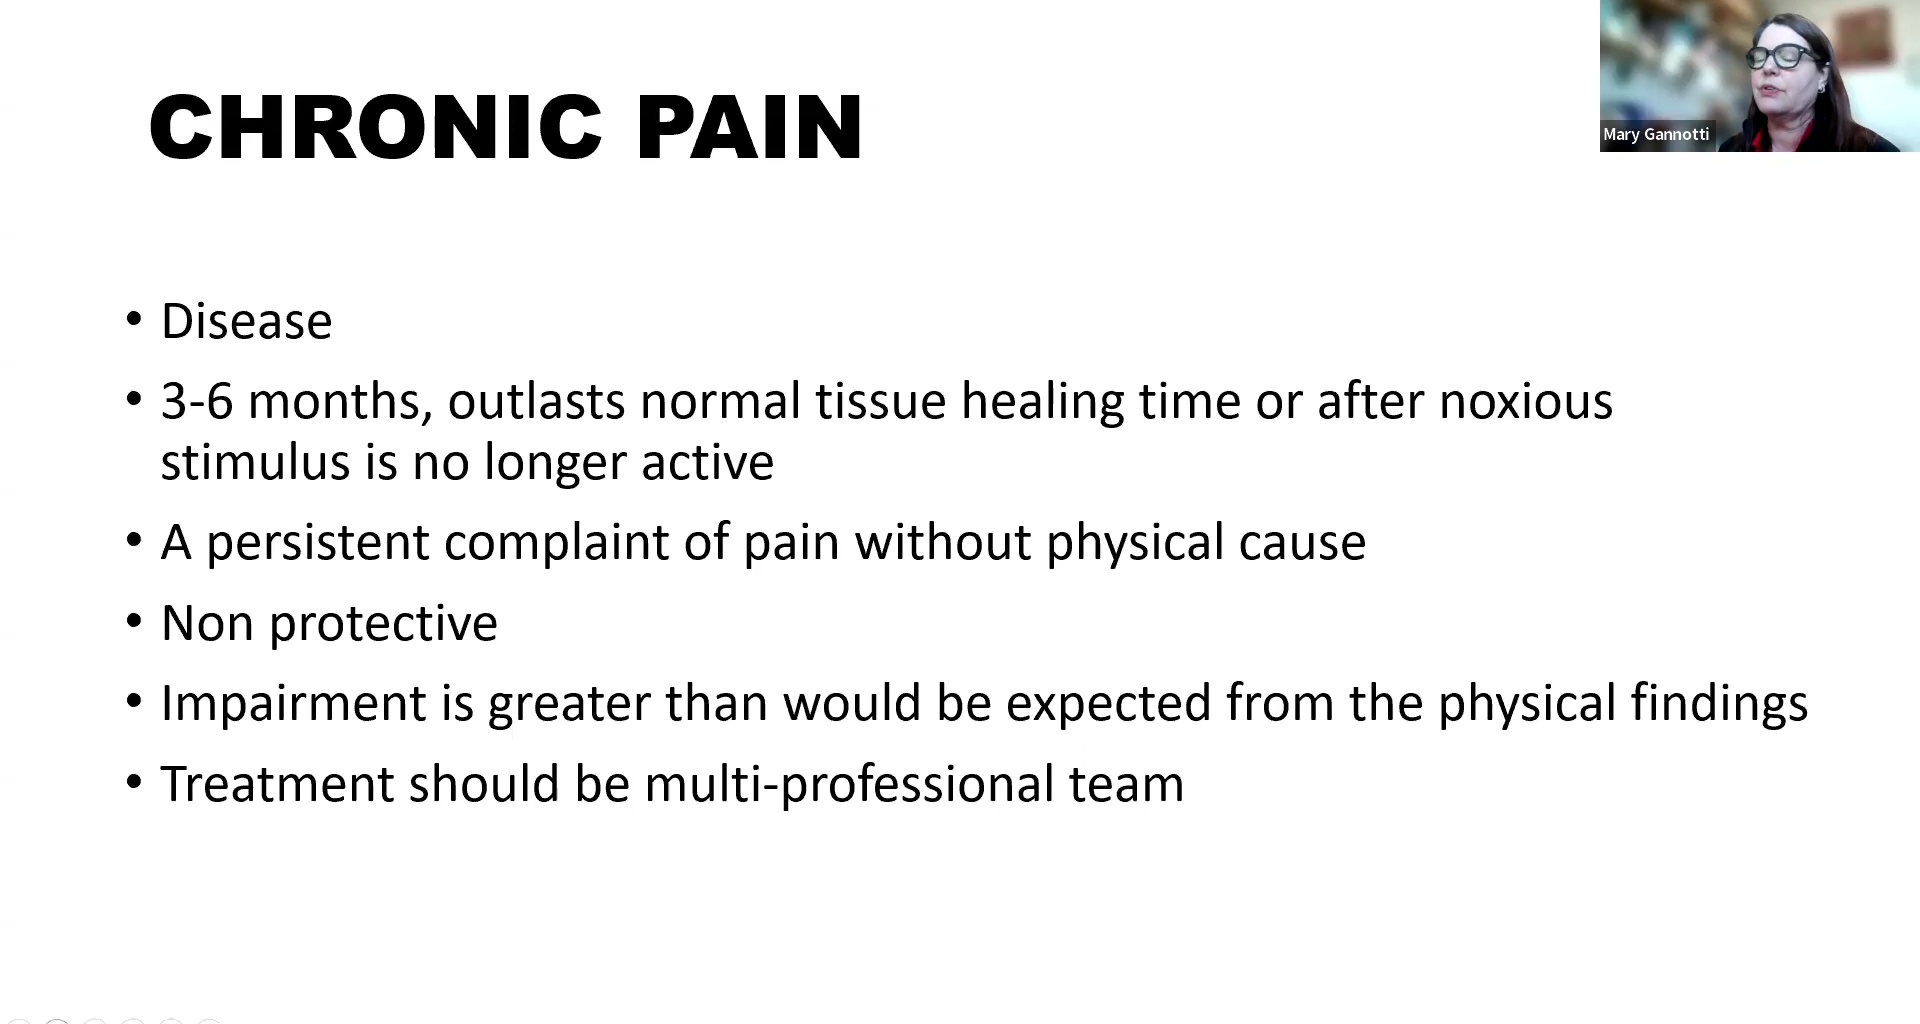 CHRONIC PAIN
Mary Gannotti
• Disease
• 3-6 months, outlasts normal tissue healing time or after noxious
stimulus is no longer active
• A persistent complaint of pain without physical cause
• Non protective
• Impairment is greater than would be expected from the physical findings
• Treatment should be multi-professional team